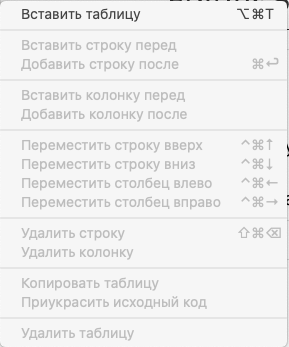 Вставить таблицу ⌥⌘T
Вставить строку перед
Добавить строку после ⌘↩
Вставить колонку перед
Добавить колонку после
Переместить строку вверх ^⌘↑
Переместить строку вниз ^⌘↓
Переместить столбец влево ^⌘←
Переместить столбец вправо ^⌘→
Удалить строку ⇧⌘⌫
Удалить колонку
Копировать таблицу
Приукрасить исходный код
Удалить таблицу